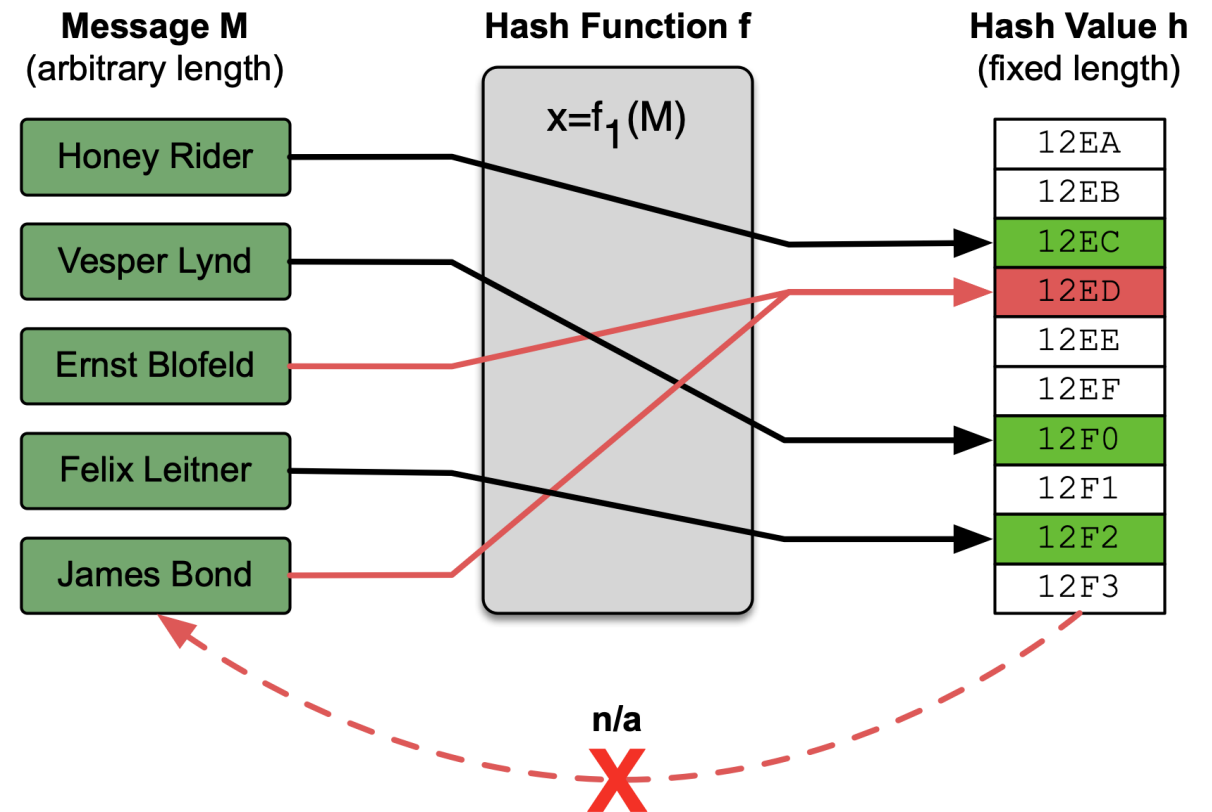 Message M
(arbitrary length)
Hash Function f
Hash Value h
(fixed length)
x=f1(M)
Honey Rider
Vesper Lynd
Ernst Blofeld
Felix Leitner
James Bond
12EA
12EB
12EC
12ED
12EE
12EF
12F0
12F1
12F2
12F3
n/a
X